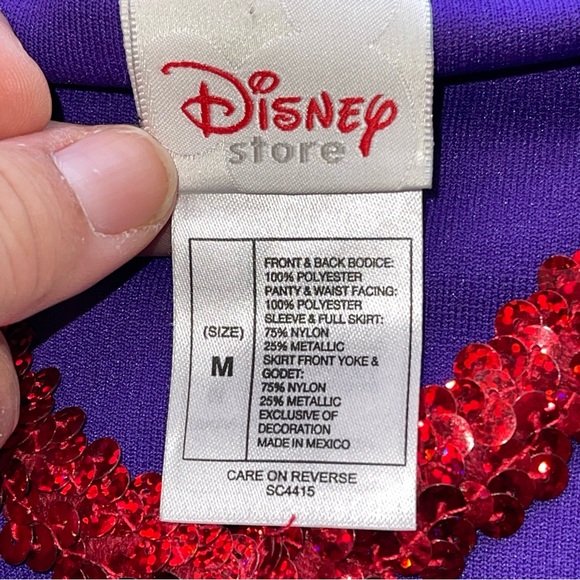 Disney
store
(SIZE)
M
FRONT & BACK BODICE:
100% POLYESTER
PANTY & WAIST FACING:
100% POLYESTER
SLEEVE & FULL SKIRT:
75% NYLON
25% METALLIC
SKIRT FRONT YOKE &
GODET:
75% NYLON
25% METALLIC
EXCLUSIVE OF
DECORATION
MADE IN MEXICO
CARE ON REVERSE
SC4415